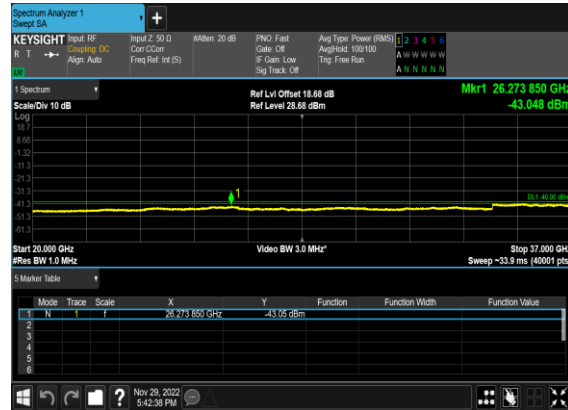 Spectrum Analyzer 1
Swept SA
+
KEYSIGHT Input: RF Input Z: 50 Ω #Atten: 20 dB PNO: Fast Avg Type: Power (RMS) 1 2 3 4 5 6
R T Coupling: DC Corr CCorr Gate: Off Avg|Hold: 100/100 A W W W W W
Align: Auto Freq Ref: Int (S) IF Gain: Low Trig: Free Run
LXI Sig Track: Off A N N N N N
1 Spectrum Ref Lvl Offset 18.68 dB Mkr1 26.273 850 GHz
Scale/Div 10 dB Ref Level 28.68 dBm -43.048 dBm
Log
18.7
8.68
-1.32
-11.3
-21.3
-31.3 1
DL1 -40.00 dBm
-41.3
-51.3
-61.3
Start 20.000 GHz Video BW 3.0 MHz* Stop 37.000 GHz
#Res BW 1.0 MHz Sweep ~33.9 ms (40001 pts)
5 Marker Table
Mode Trace Scale X Y Function Function Width Function Value
1 N 1 f 26.273 850 GHz -43.05 dBm
2
3
4
5
6
? Nov 29, 2022
5:42:38 PM